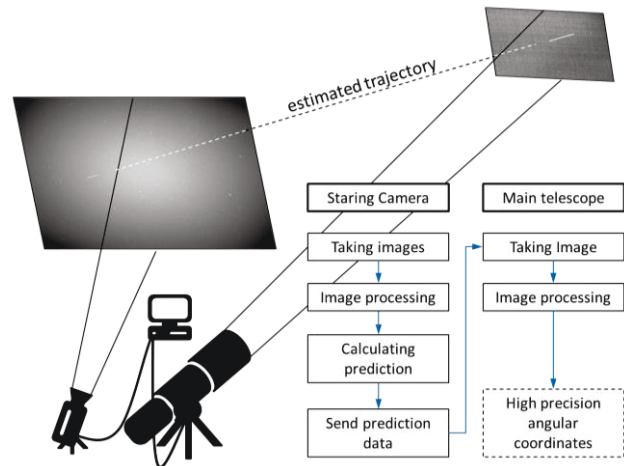 estimated trajectory
Staring Camera
Main telescope
Taking images
Taking Image
Image processing
Image processing
Calculating
prediction
Send prediction
data
High precision
angular
coordinates